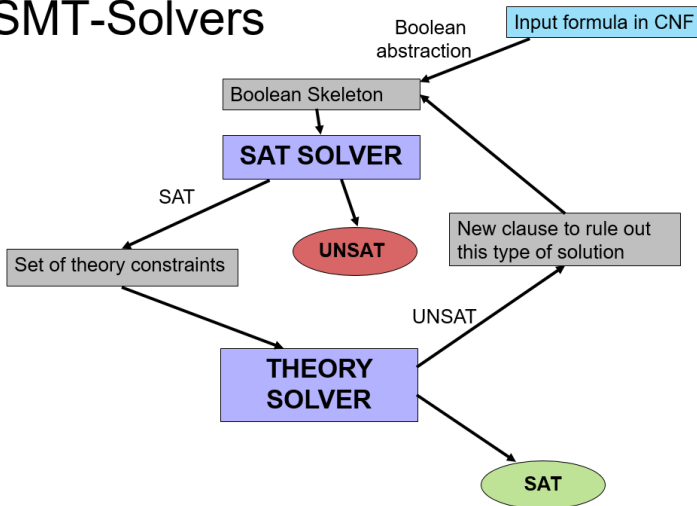 SMT-Solvers
Input formula in CNF
Boolean
abstraction
Boolean Skeleton
SAT SOLVER
SAT
UNSAT
New clause to rule out
this type of solution
Set of theory constraints
UNSAT
THEORY
SOLVER
SAT